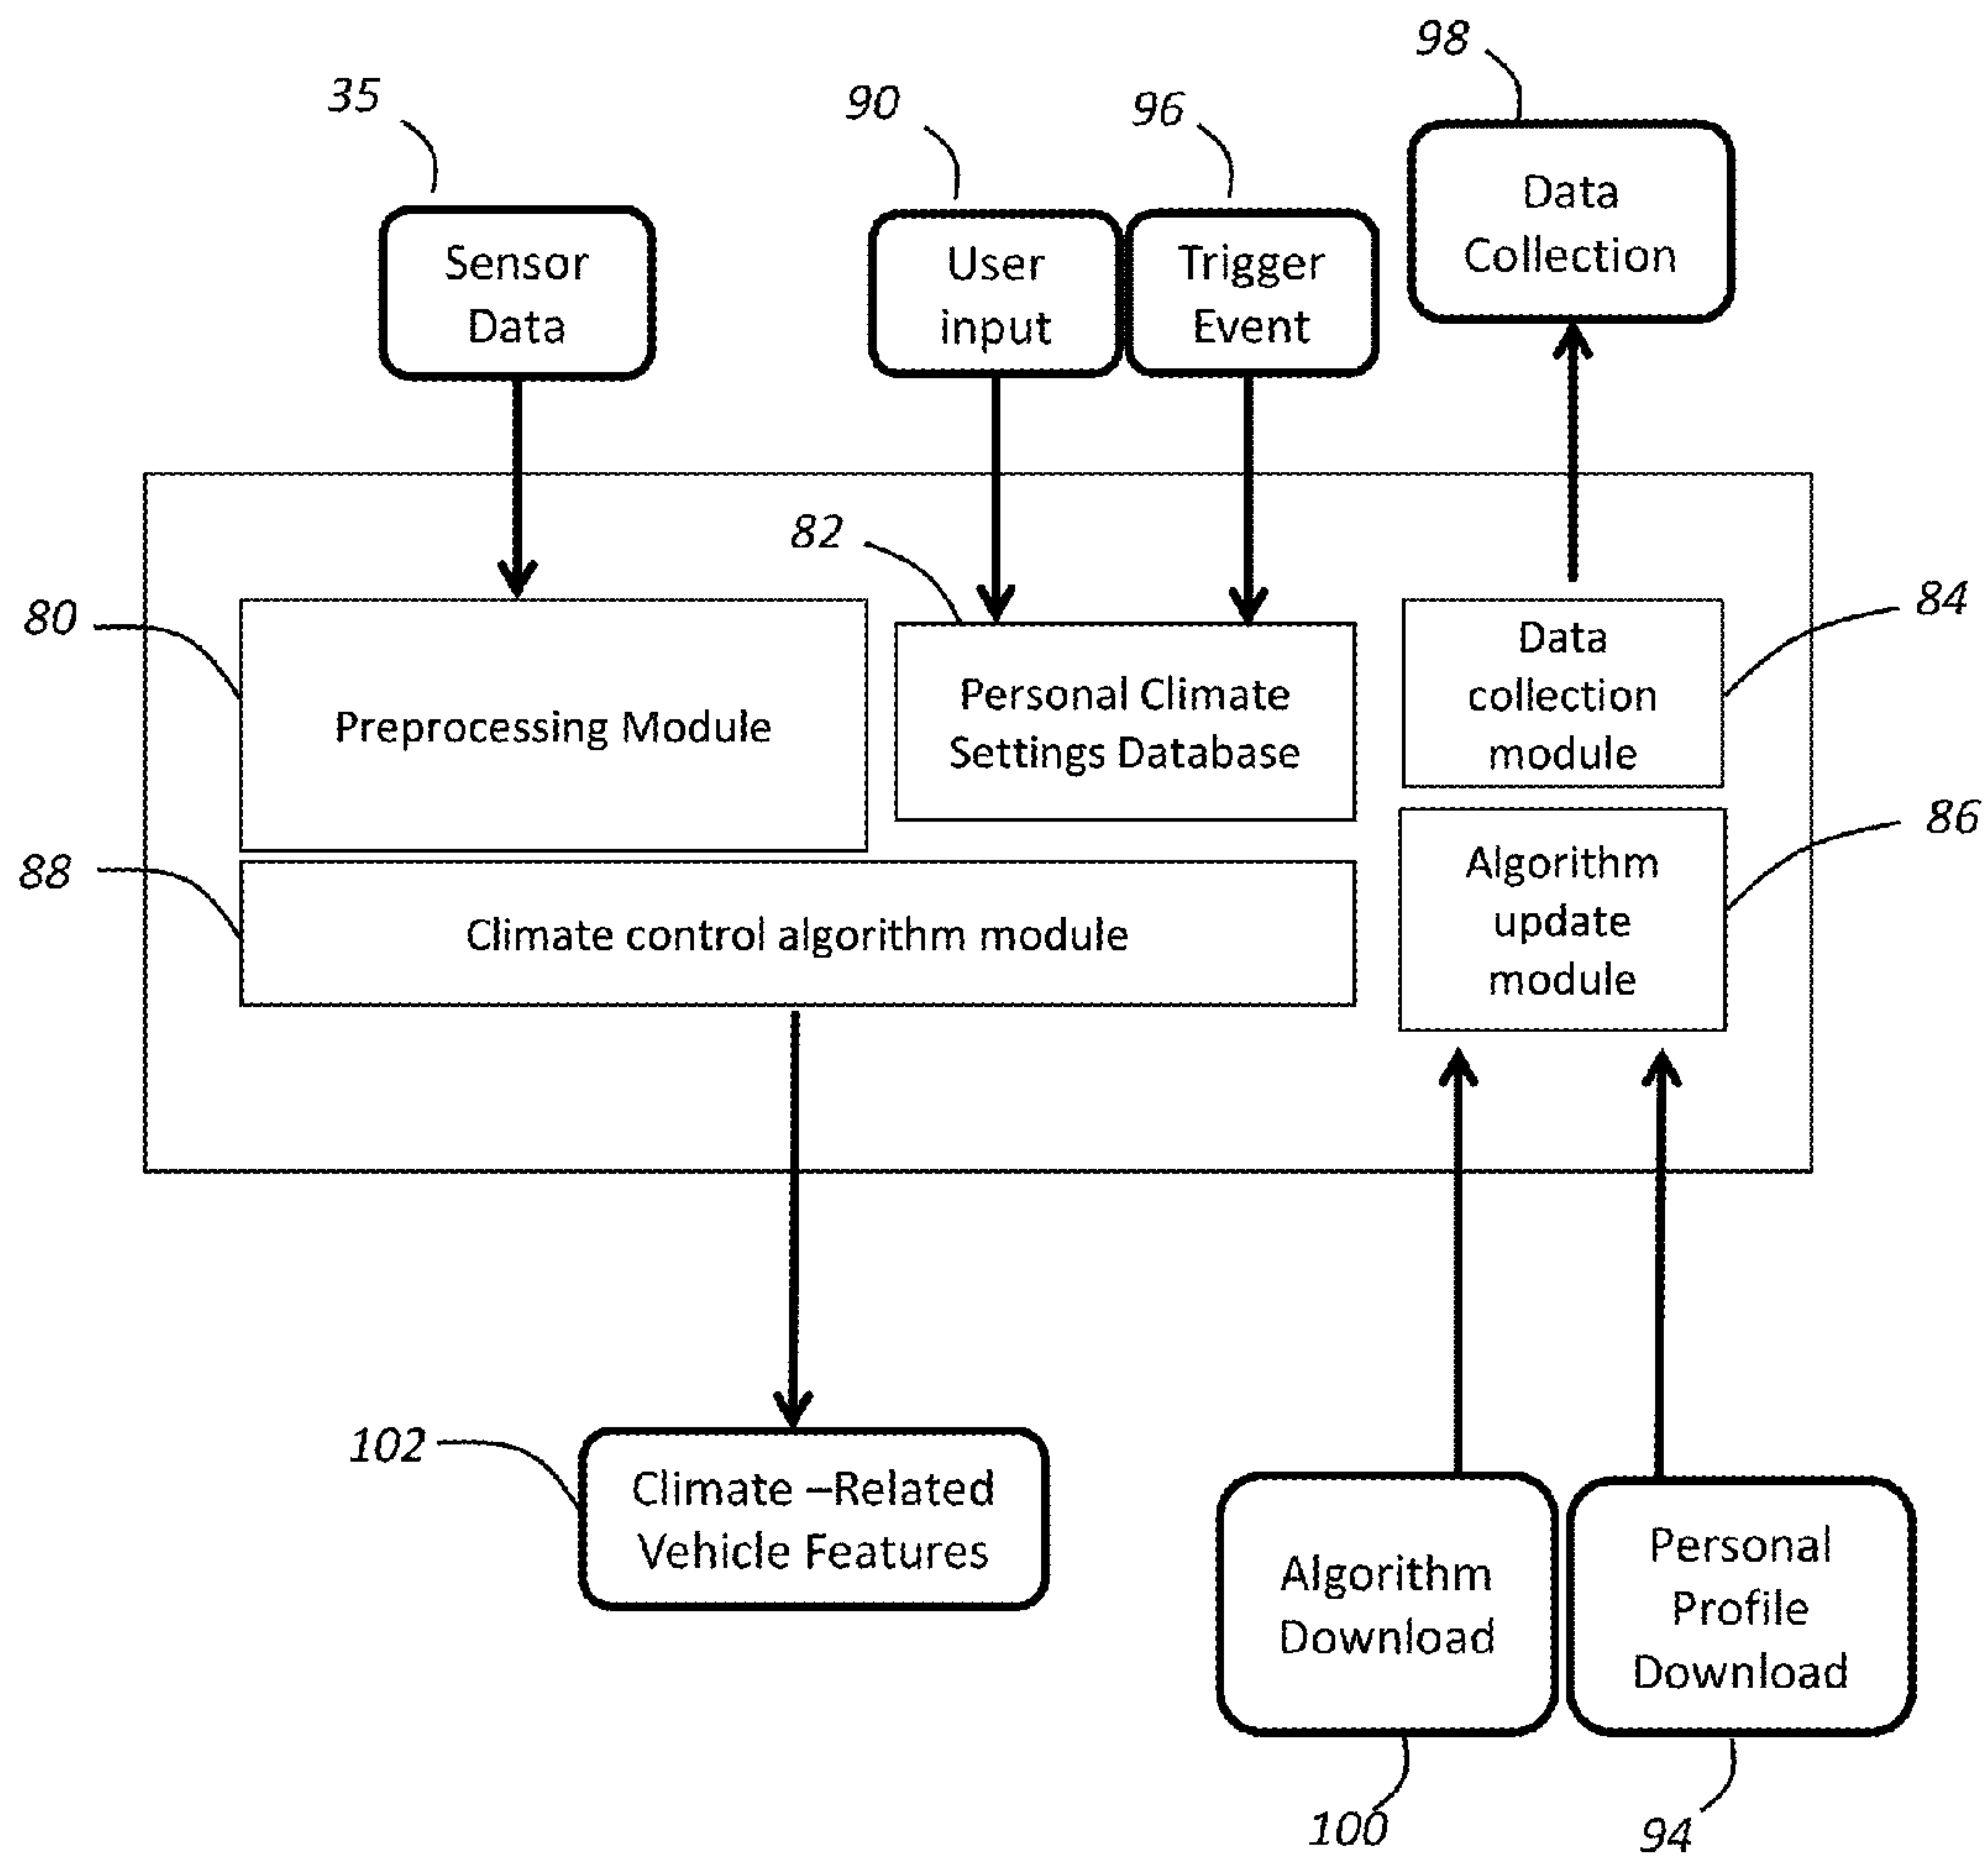 98
35
90
96
Data
Collection
Sensor
Data
User
input
Trigger
Event
82
80
84
Preprocessing Module
Personal Climate
Settings Database
Data
collection
module
86
88
Climate control algorithm module
Algorithm
update
module
102
Climate –Related
Vehicle Features
Algorithm
Download
Personal
Profile
Download
100
94